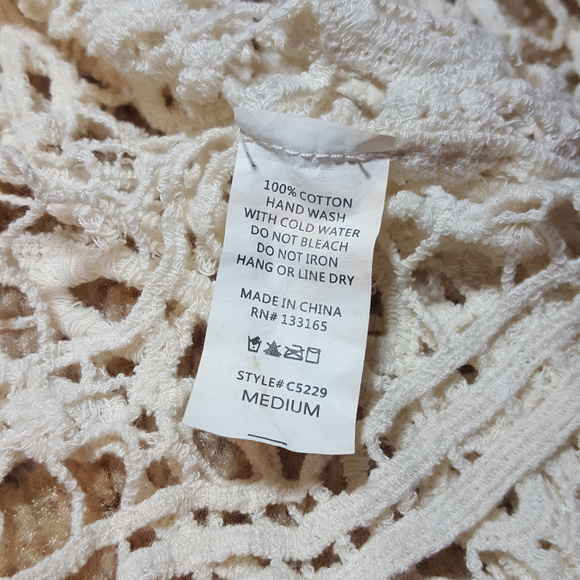 100% COTTON
HAND WASH
WITH COLD WATER
DO NOT BLEACH
DO NOT IRON
HANG OR LINE DRY
MADE IN CHINA
RN# 133165
STYLE# C5229
MEDIUM